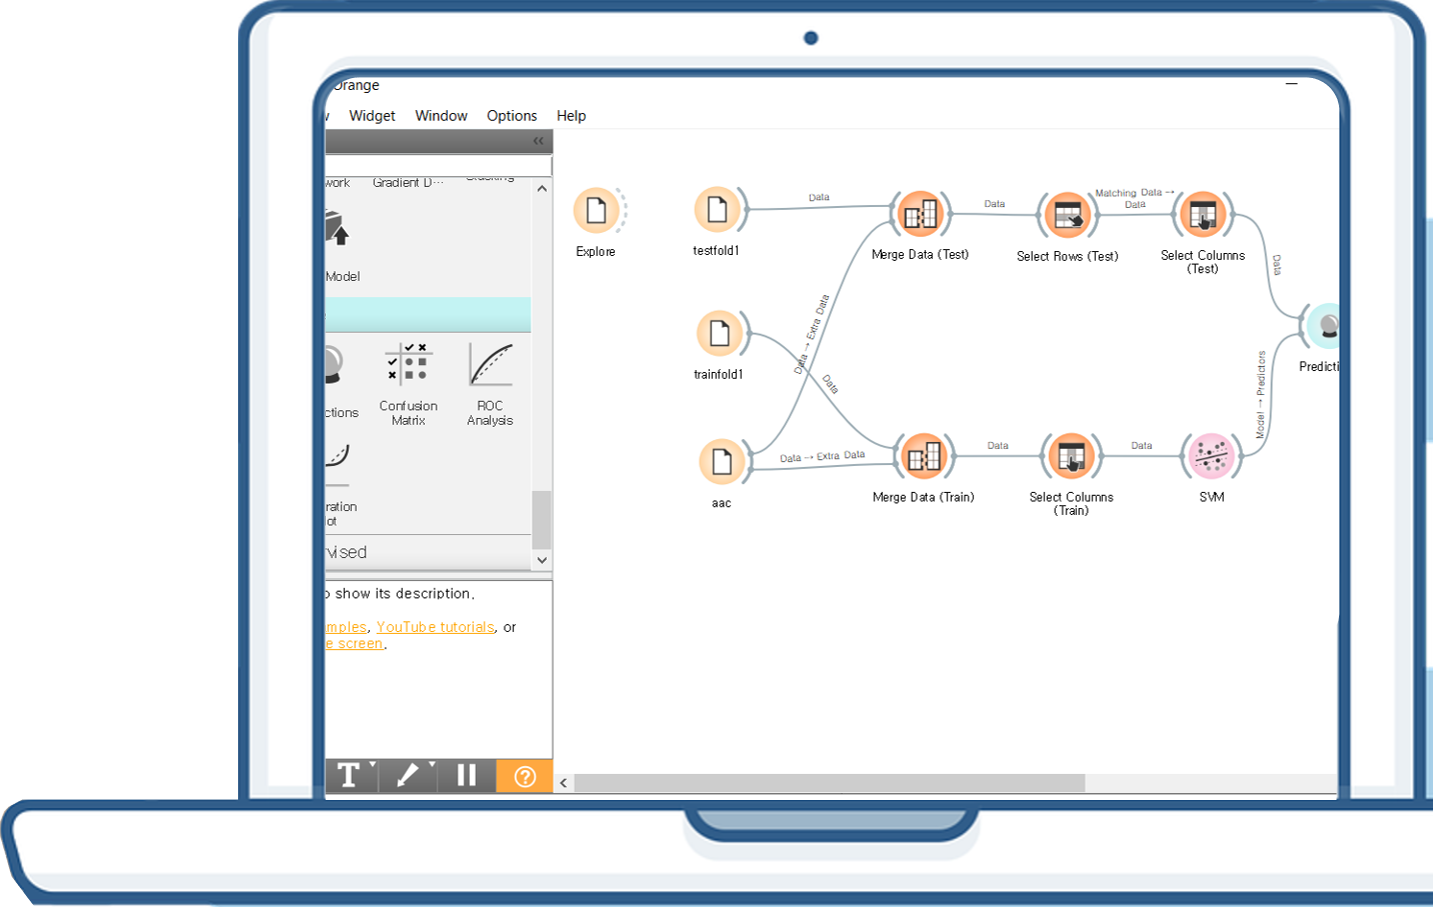 Orange
Widget Window Options Help
work Gradient D...
Model
ctions
Confusion
Matrix
ROC
Analysis
ration
lot
vised
o show its description.
mples, YouTube tutorials, or
e screen.
T
?
Explore
testfold1
Data
Merge Data (Test)
Data
Select Rows (Test)
Matching Data →
Data
Select Columns
(Test)
Data
trainfold1
Data → Extra Data
Data
Predicti
Model → Predictors
aac
Data → Extra Data
Merge Data (Train)
Data
Select Columns
(Train)
Data
SVM